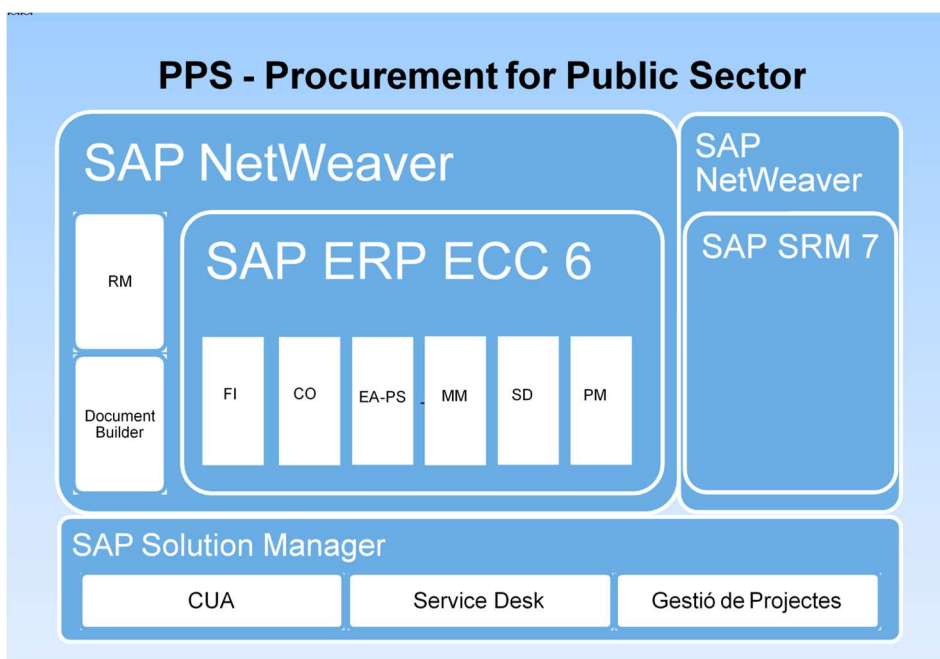 PPS - Procurement for Public Sector
SAP NetWeaver
SAP
NetWeaver
RM
SAP ERP ECC 6
SAP SRM 7
FI
CO
EA-PS
MM
SD
PM
Document
Builder
SAP Solution Manager
CUA
Service Desk
Gestió de Projectes